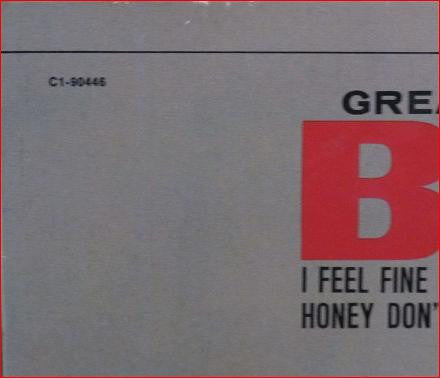 C1-90446
GREA
B
I FEEL FINE
HONEY DON'